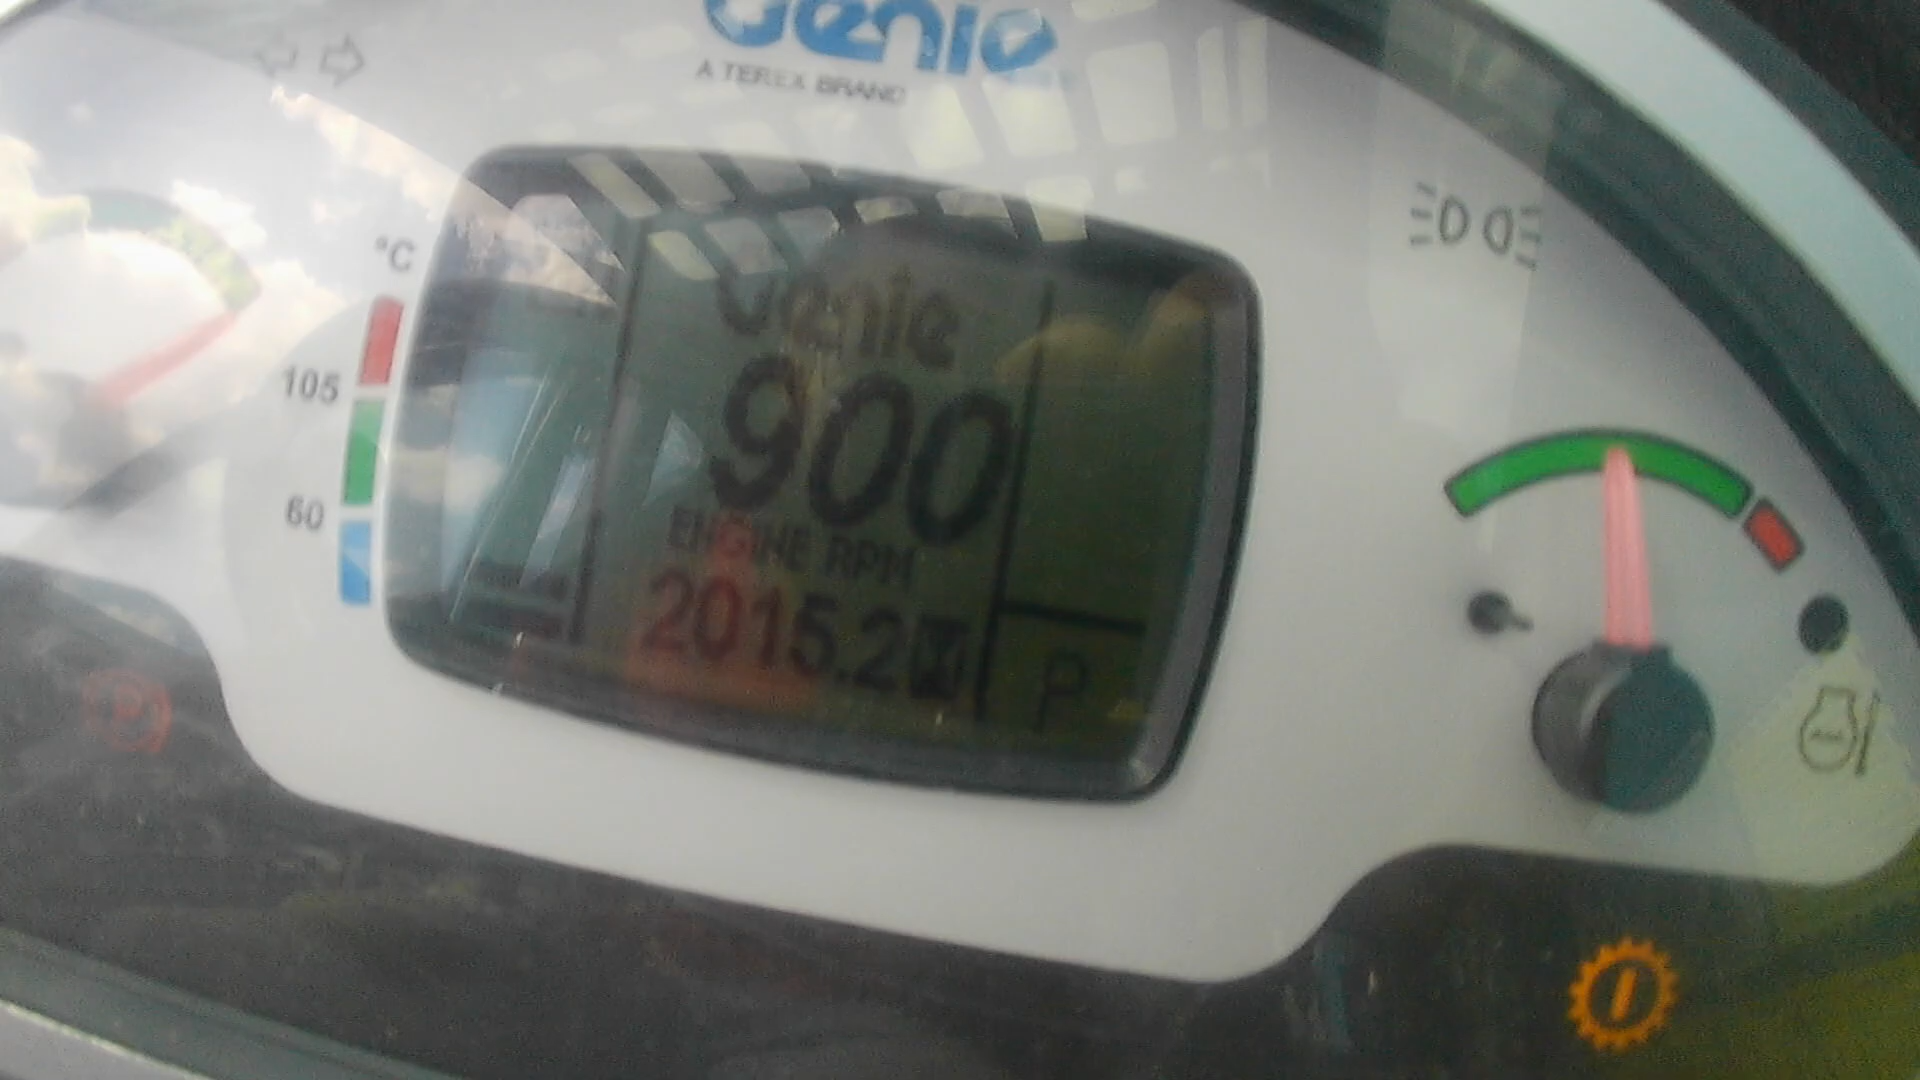 Genie
A TEREX BRAND
°C
105
60
Genie
900
ENGINE RPM
2015.2
P
P